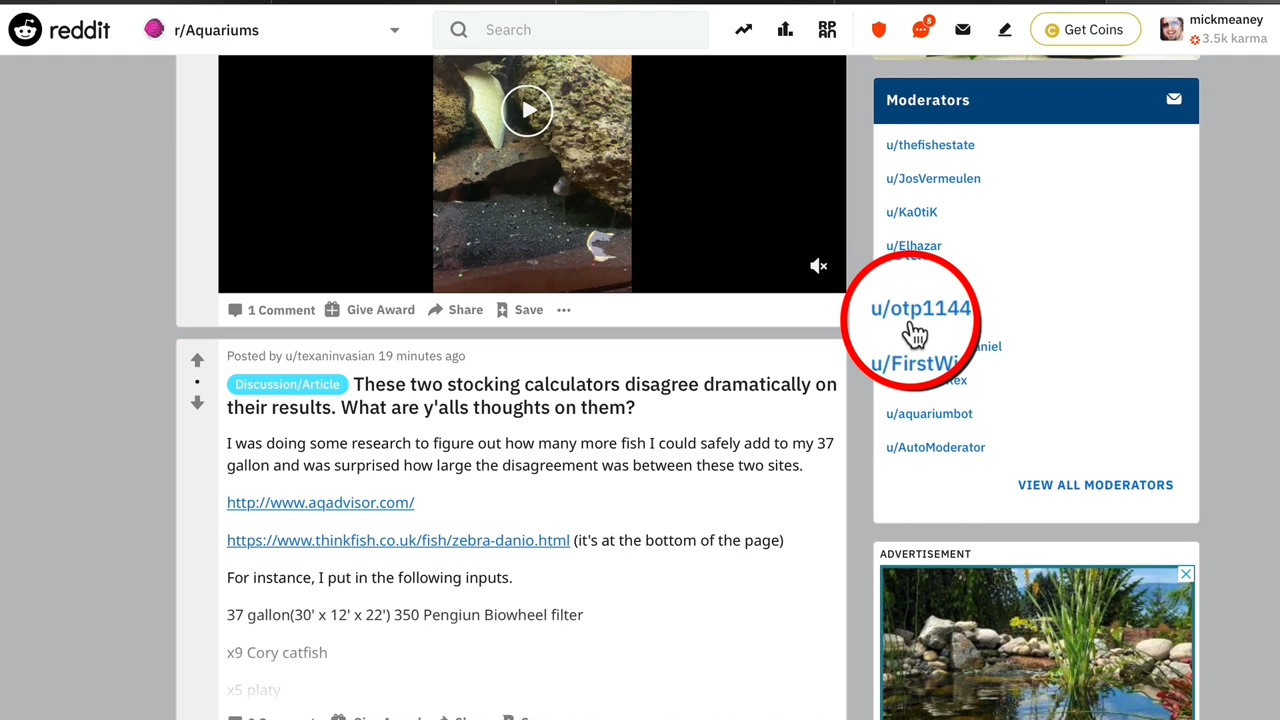 reddit
r/Aquariums
Search
8
Get Coins
mickmeaney
3.5k karma
1 Comment Give Award Share Save
Posted by u/texaninvasian 19 minutes ago
Discussion/Article These two stocking calculators disagree dramatically on
their results. What are y'alls thoughts on them?
I was doing some research to figure out how many more fish I could safely add to my 37
gallon and was surprised how large the disagreement was between these two sites.
http://www.aqadvisor.com/
https://www.thinkfish.co.uk/fish/zebra-danio.html (it's at the bottom of the page)
For instance, I put in the following inputs.
37 gallon(30' x 12' x 22') 350 Pengiun Biowheel filter
x9 Cory catfish
x5 platy
Moderators
u/thefishestate
u/JosVermeulen
u/Ka0tiK
u/Elhazar
u/otp1144
u/aquariumbot
u/AutoModerator
VIEW ALL MODERATORS
ADVERTISEMENT